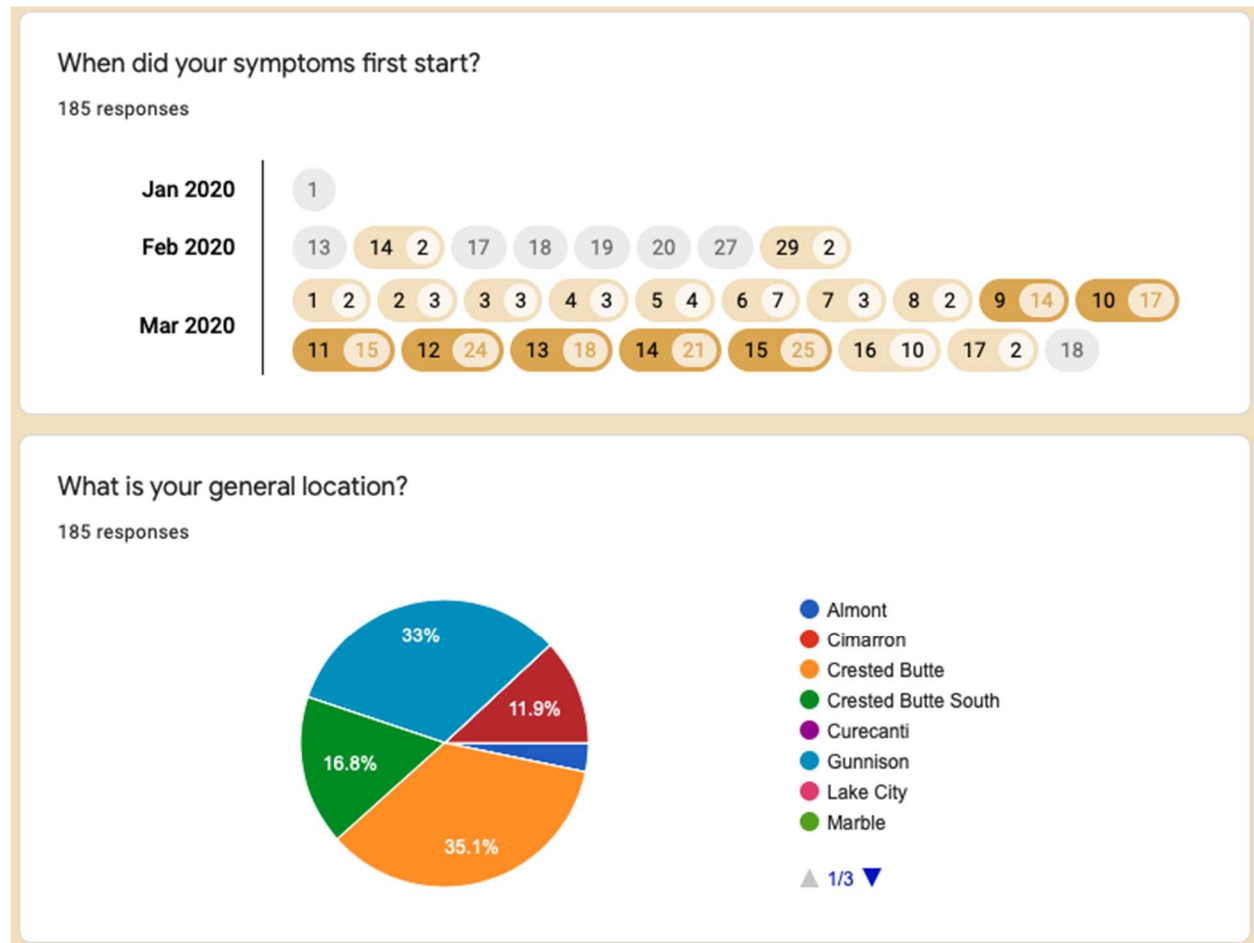 When did your symptoms first start?
185 responses
Jan 2020
1
Feb 2020
13 14 2 17 18 19 20 27 29 2
Mar 2020
1 2 2 3 3 3 4 3 5 4 6 7 7 3 8 2 9 14 10 17
11 15 12 24 13 18 14 21 15 25 16 10 17 2 18
What is your general location?
185 responses
33%
11.9%
16.8%
35.1%
Almont
Cimarron
Crested Butte
Crested Butte South
Curecanti
Gunnison
Lake City
Marble
1/3